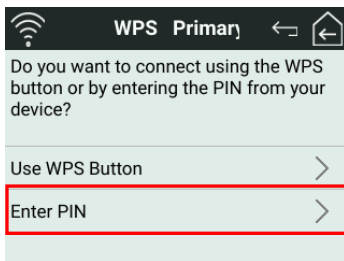 WPS Primary
Do you want to connect using the WPS
button or by entering the PIN from your
device?
Use WPS Button
Enter PIN